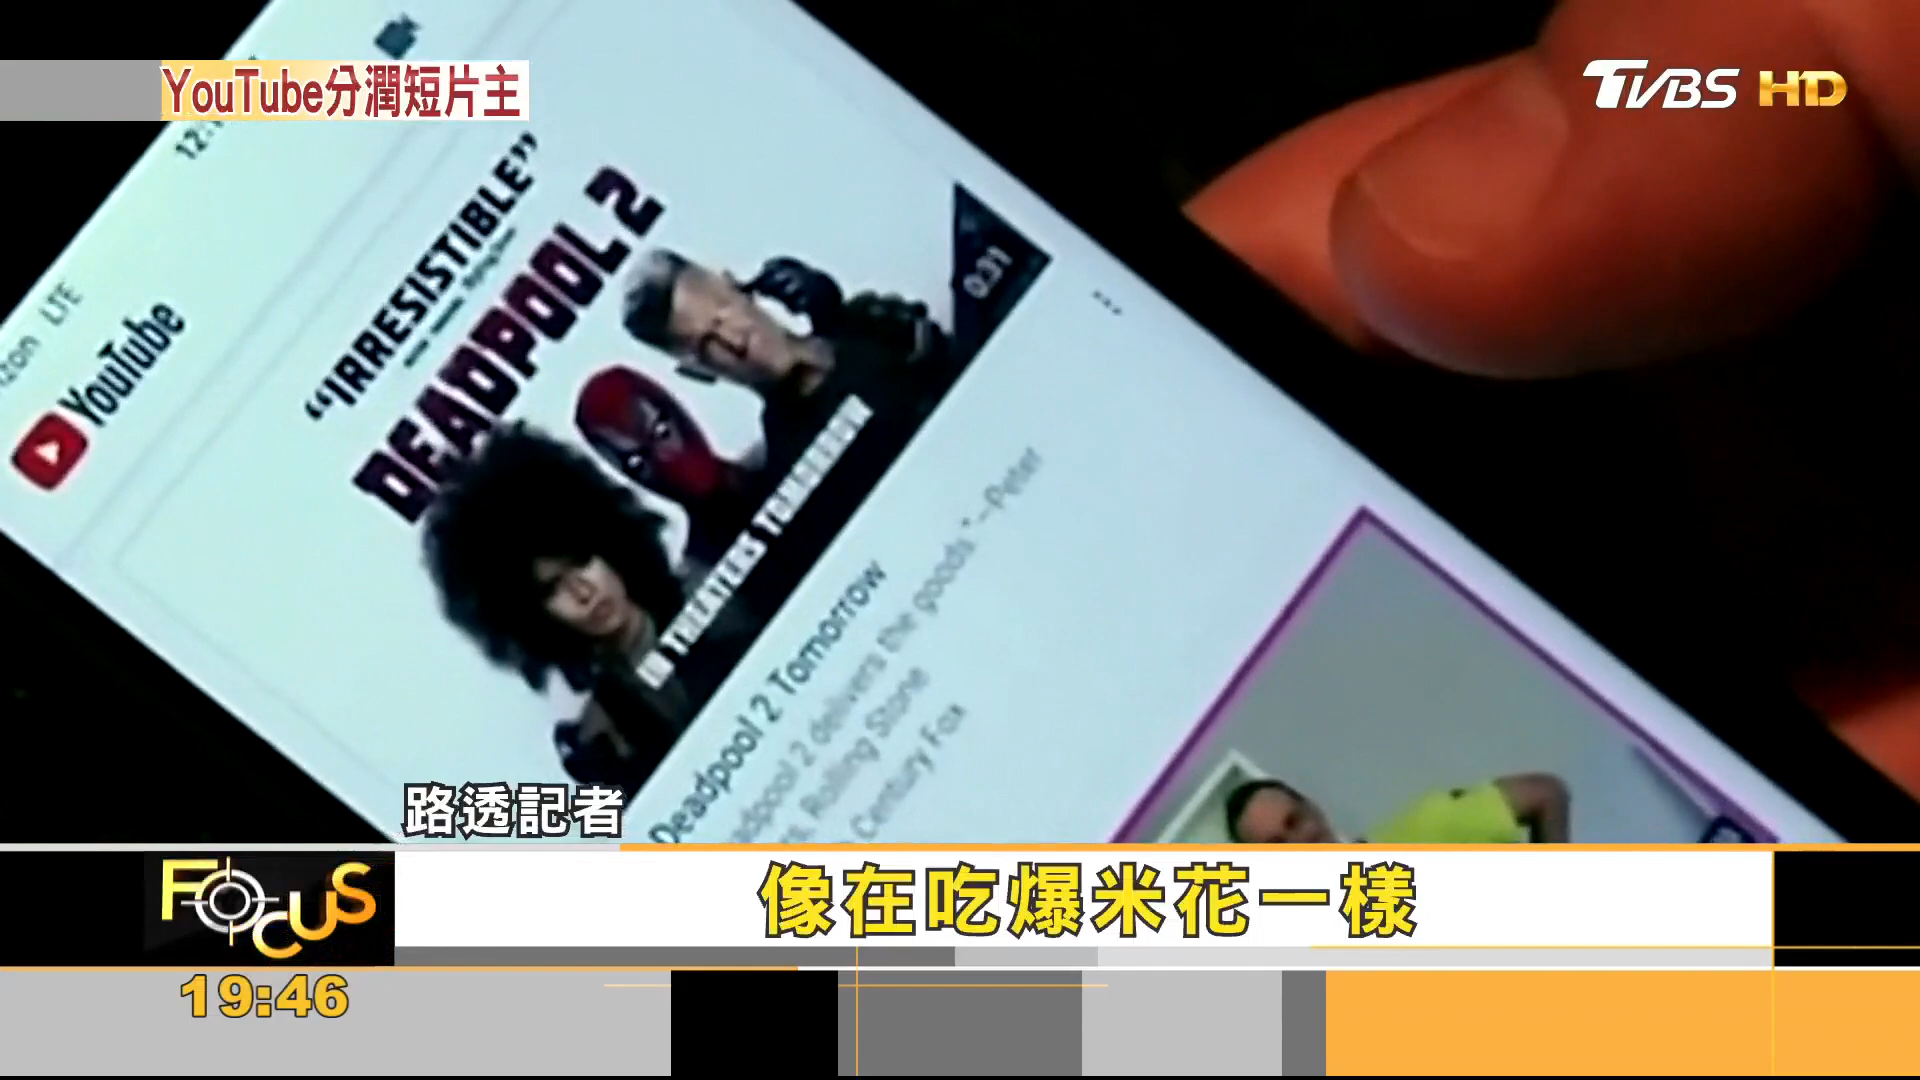 YouTube分潤短片主
TVBS HD
LTE
YouTube
“IRRESISTIBLE”
DEADPOOL 2
0:31
IN THEATERS TOMORROW
Deadpool 2 Tomorrow
2 delivers the goods." –Peter
Rolling Stone
Century Fox
路透記者
FOCUS
像在吃爆米花一樣
19:46